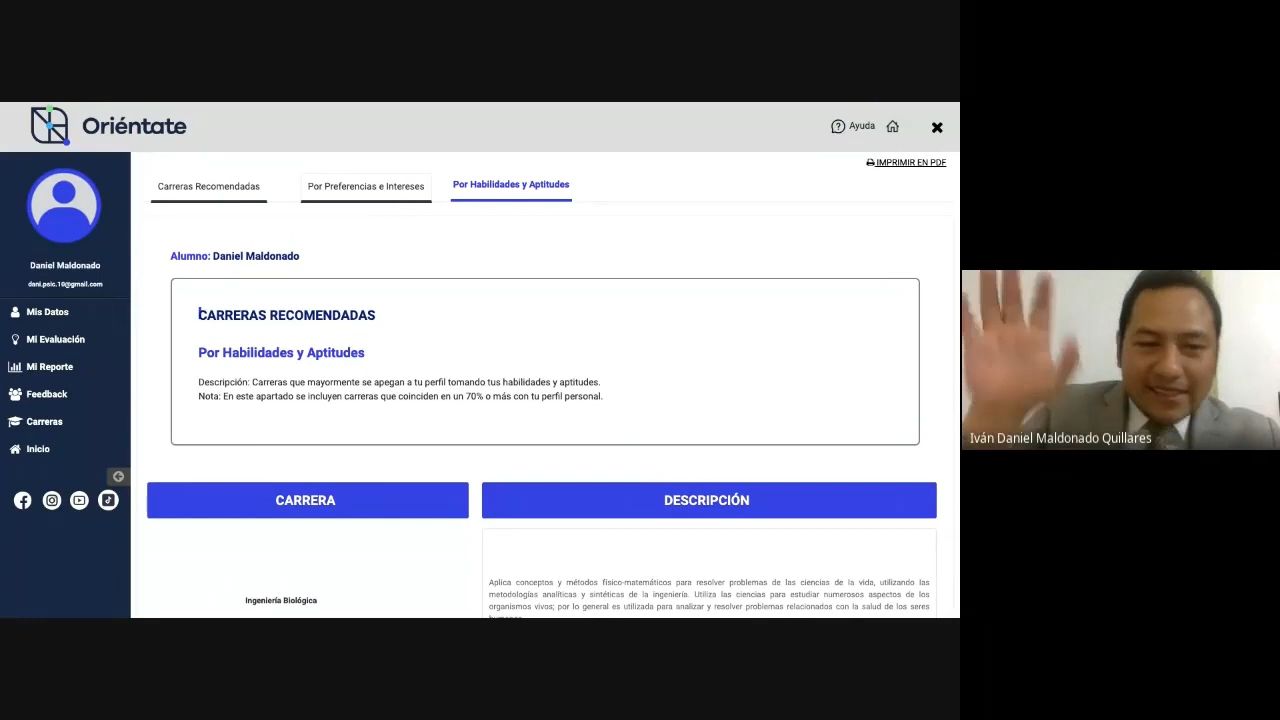 Oriéntate
Ayuda
IMPRIMIR EN PDF
Carreras Recomendadas
Por Preferencias e Intereses
Por Habilidades y Aptitudes
Daniel Maldonado
dani.psic.10@gmail.com
Mis Datos
Mi Evaluación
Mi Reporte
Feedback
Carreras
Inicio
Alumno: Daniel Maldonado
CARRERAS RECOMENDADAS
Por Habilidades y Aptitudes
Descripción: Carreras que mayormente se apegan a tu perfil tomando tus habilidades y aptitudes.
Nota: En este apartado se incluyen carreras que coinciden en un 70% o más con tu perfil personal.
CARRERA
DESCRIPCIÓN
Ingeniería Biológica
Aplica conceptos y métodos físico-matemáticos para resolver problemas de las ciencias de la vida, utilizando las
metodologías analíticas y sintéticas de la ingeniería. Utiliza las ciencias para estudiar numerosos aspectos de los
organismos vivos; por lo general es utilizada para analizar y resolver problemas relacionados con la salud de los seres
Iván Daniel Maldonado Quillares